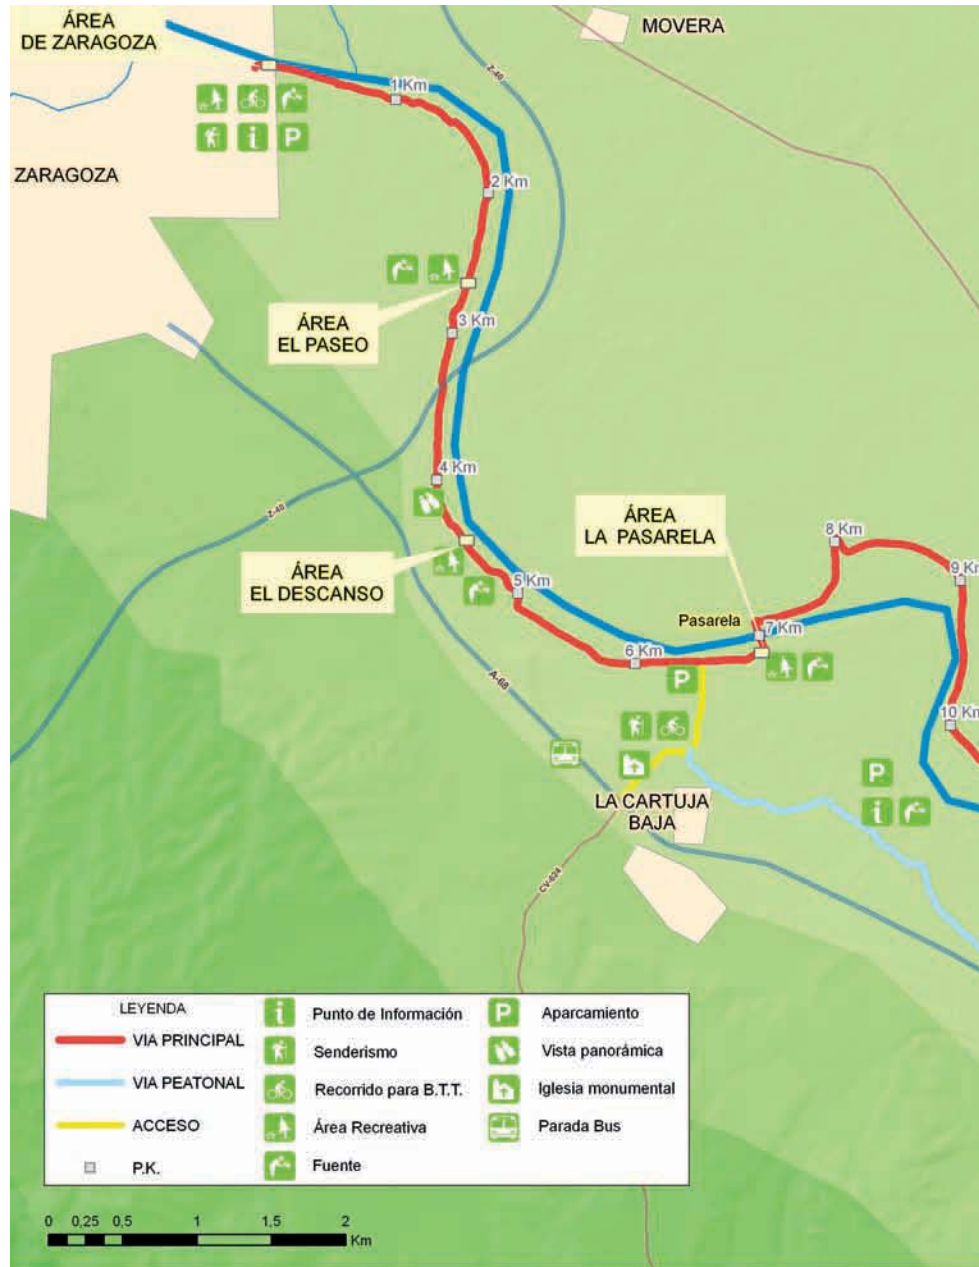 ÁREA
DE ZARAGOZA
MOVERA
Z-40
1 Km
ZARAGOZA
2 Km
ÁREA
EL PASEO
3 Km
4 Km
Z-40
ÁREA
LA PASARELA
8 Km
ÁREA
EL DESCANSO
5 Km
9 Km
Pasarela
7 Km
6 Km
A-68
10 Km
LA CARTUJA
BAJA
CV-624
LEYENDA
VIA PRINCIPAL
VIA PEATONAL
ACCESO
P.K.
Punto de Información
Senderismo
Recorrido para B.T.T.
Área Recreativa
Fuente
P Aparcamiento
Vista panorámica
Iglesia monumental
Parada Bus
0 0,25 0,5 1 1,5 2
Km